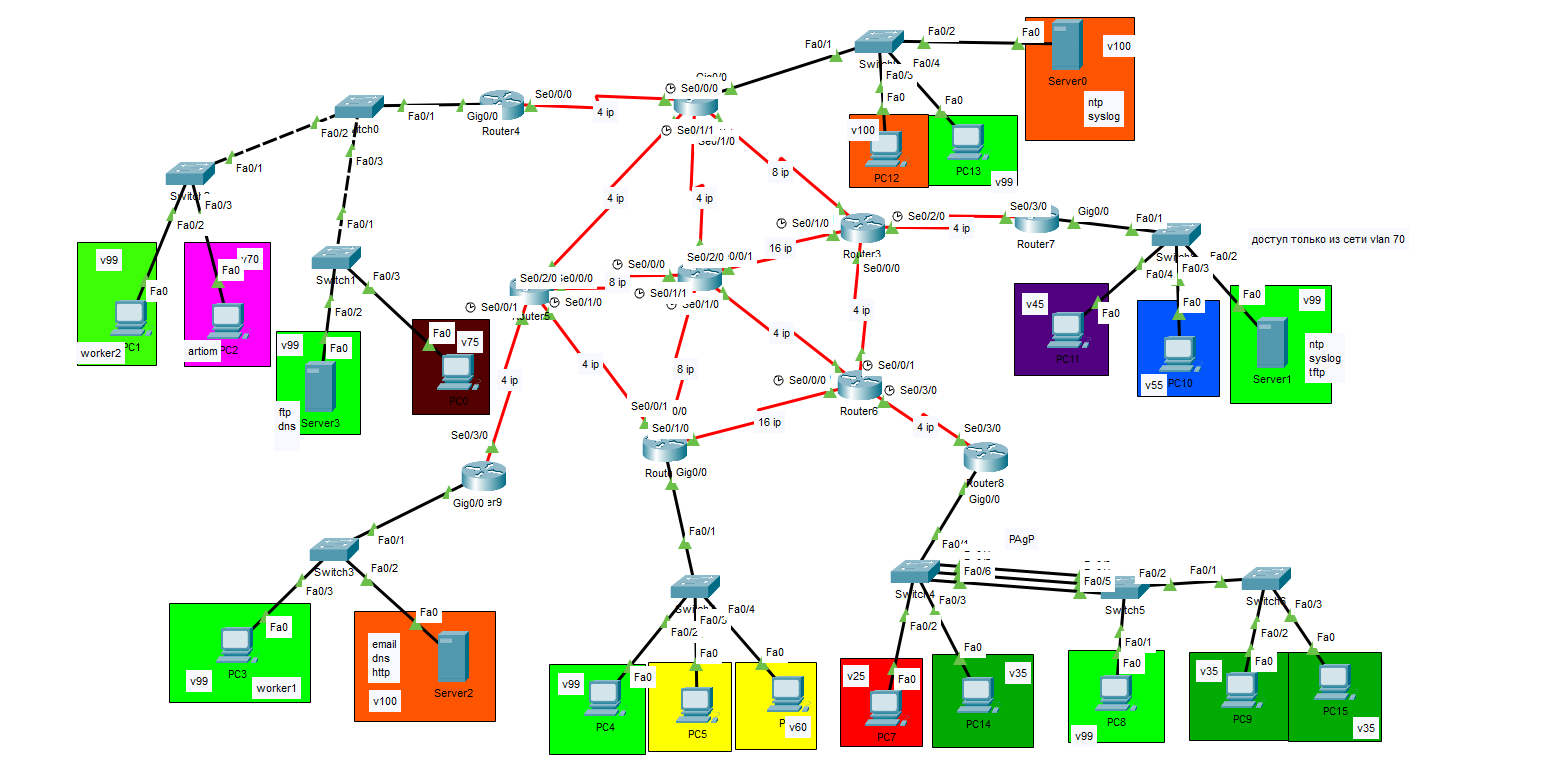 Fa0/1
Fa0/2
Fa0
v100
Server0
ntp
syslog
Fa0/4
Fa0
Fa0
v100
PC12
PC13
v99
Se0/0/0
Se0/0/0
4 ip
Router4
Gig0/0
Fa0/1
Fa0/2
Fa0/3
Fa0/1
Fa0/3
Fa0/2
Se0/1/1
8 ip
4 ip
4 ip
Se0/1/0
16 ip
Router3
Se0/0/0
Se0/2/0
4 ip
Se0/3/0
Router7
Gig0/0
Fa0/1
доступ только из сети vlan 70
Fa0/4
Fa0/3
Fa0/2
v45
Fa0
PC11
Fa0
v55
PC10
Fa0
v99
Server1
ntp
syslog
tftp
v99
Fa0
PC1
worker2
v70
Fa0
artiom
PC2
Fa0/1
Switch1
Fa0/3
Fa0/2
v99
Fa0
ftp
dns
Server3
Fa0
v75
Se0/2/0
Se0/0/1
Se0/1/0
8 ip
Se0/0/0
Se0/2/0
Se0/1/1
Se0/1/0
4 ip
4 ip
8 ip
4 ip
4 ip
Se0/0/1
Se0/0/0
Se0/3/0
Router6
16 ip
4 ip
Se0/0/1
Se0/1/0
Gig0/0
Se0/3/0
Router8
Gig0/0
Se0/3/0
Gig0/0
Fa0/1
Switch3
Fa0/2
Fa0/3
Fa0
PC3
v99
worker1
Fa0
email
dns
http
v100
Server2
Fa0/1
Fa0/2
Fa0/4
v99
Fa0
PC4
Fa0
PC5
Fa0
v60
PAgP
Fa0/6
Switch4
Fa0/3
Fa0/2
Fa0/5
Fa0/2
Fa0/1
Switch5
Fa0/1
Fa0/3
Fa0/2
v25
Fa0
PC7
Fa0
v35
PC14
Fa0
PC8
v99
v35
Fa0
PC9
Fa0
PC15
v35